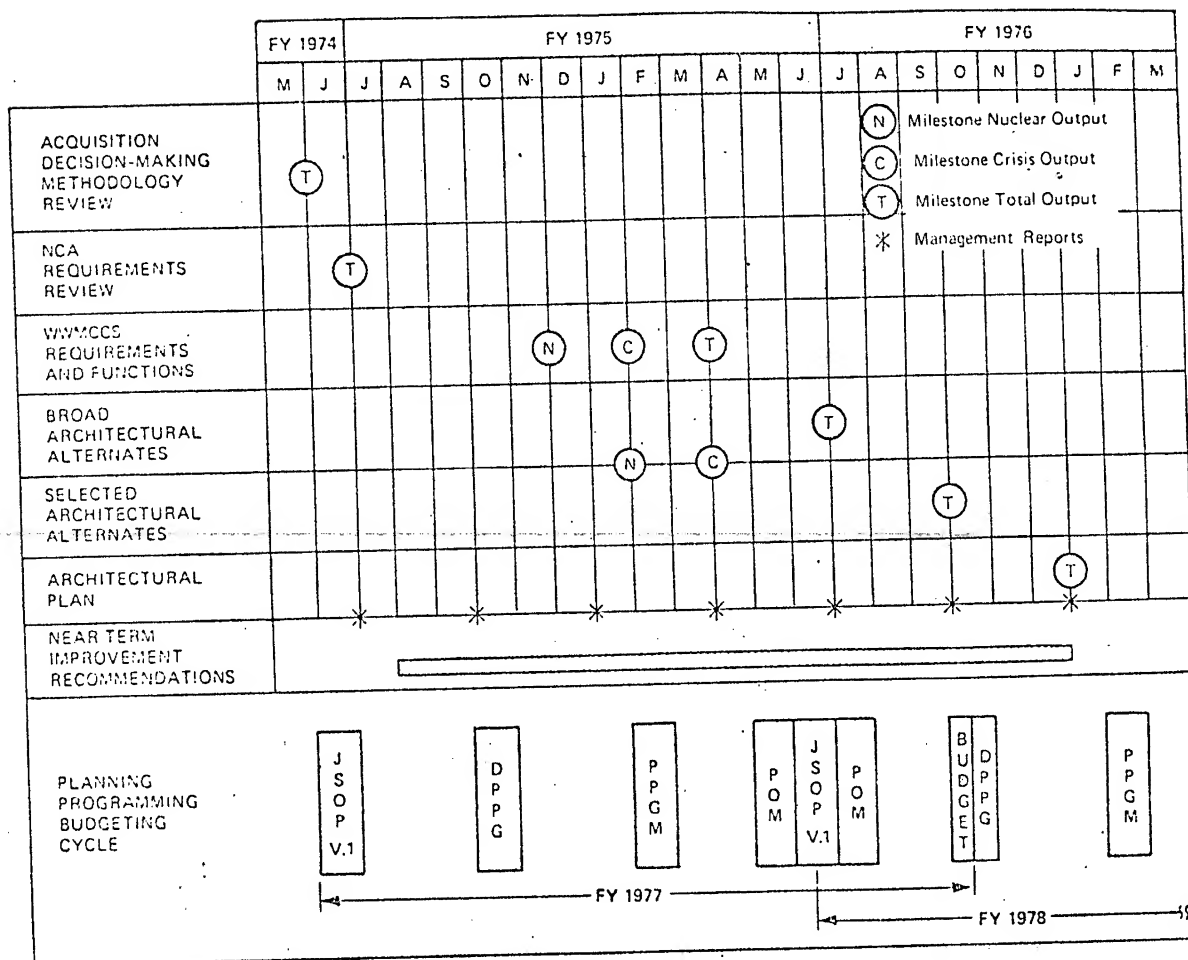 FY 1974 FY 1975 FY 1976
M J J A S O N D J F M A M J J A S O N D J F M
N Milestone Nuclear Output
C Milestone Crisis Output
T Milestone Total Output
* Management Reports
ACQUISITION
DECISION-MAKING
METHODOLOGY
REVIEW
T
NCA
REQUIREMENTS
REVIEW
T
WWMCCS
REQUIREMENTS
AND FUNCTIONS
N C T
BROAD
ARCHITECTURAL
ALTERNATES
T
N C
SELECTED
ARCHITECTURAL
ALTERNATES
T
ARCHITECTURAL
PLAN
T
* * * * * * *
NEAR TERM
IMPROVEMENT
RECOMMENDATIONS
PLANNING
PROGRAMMING
BUDGETING
CYCLE
JSOP V.1
DPPG
PPGM
POM
JSOP V.1
POM
BUDGET
DPPG
PPGM
FY 1977
FY 1978